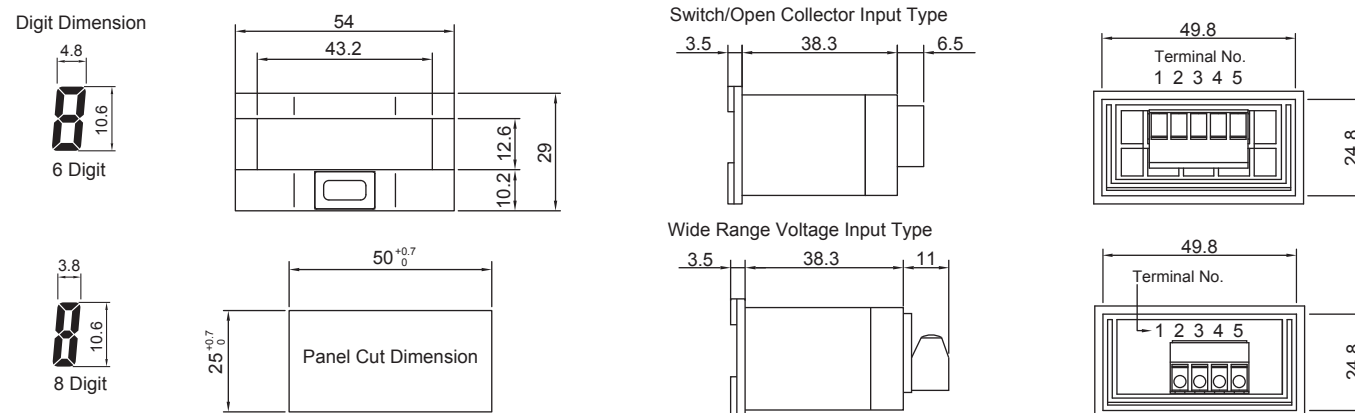 Digit Dimension
4.8
10.6
6 Digit
3.8
10.6
8 Digit
54
43.2
12.6
10.2
29
50 +0.7 0
25 +0.7 0
Panel Cut Dimension
Switch/Open Collector Input Type
3.5 38.3 6.5
Wide Range Voltage Input Type
3.5 38.3 11
49.8
Terminal No.
1 2 3 4 5
24.8
49.8
Terminal No.
1 2 3 4 5
24.8